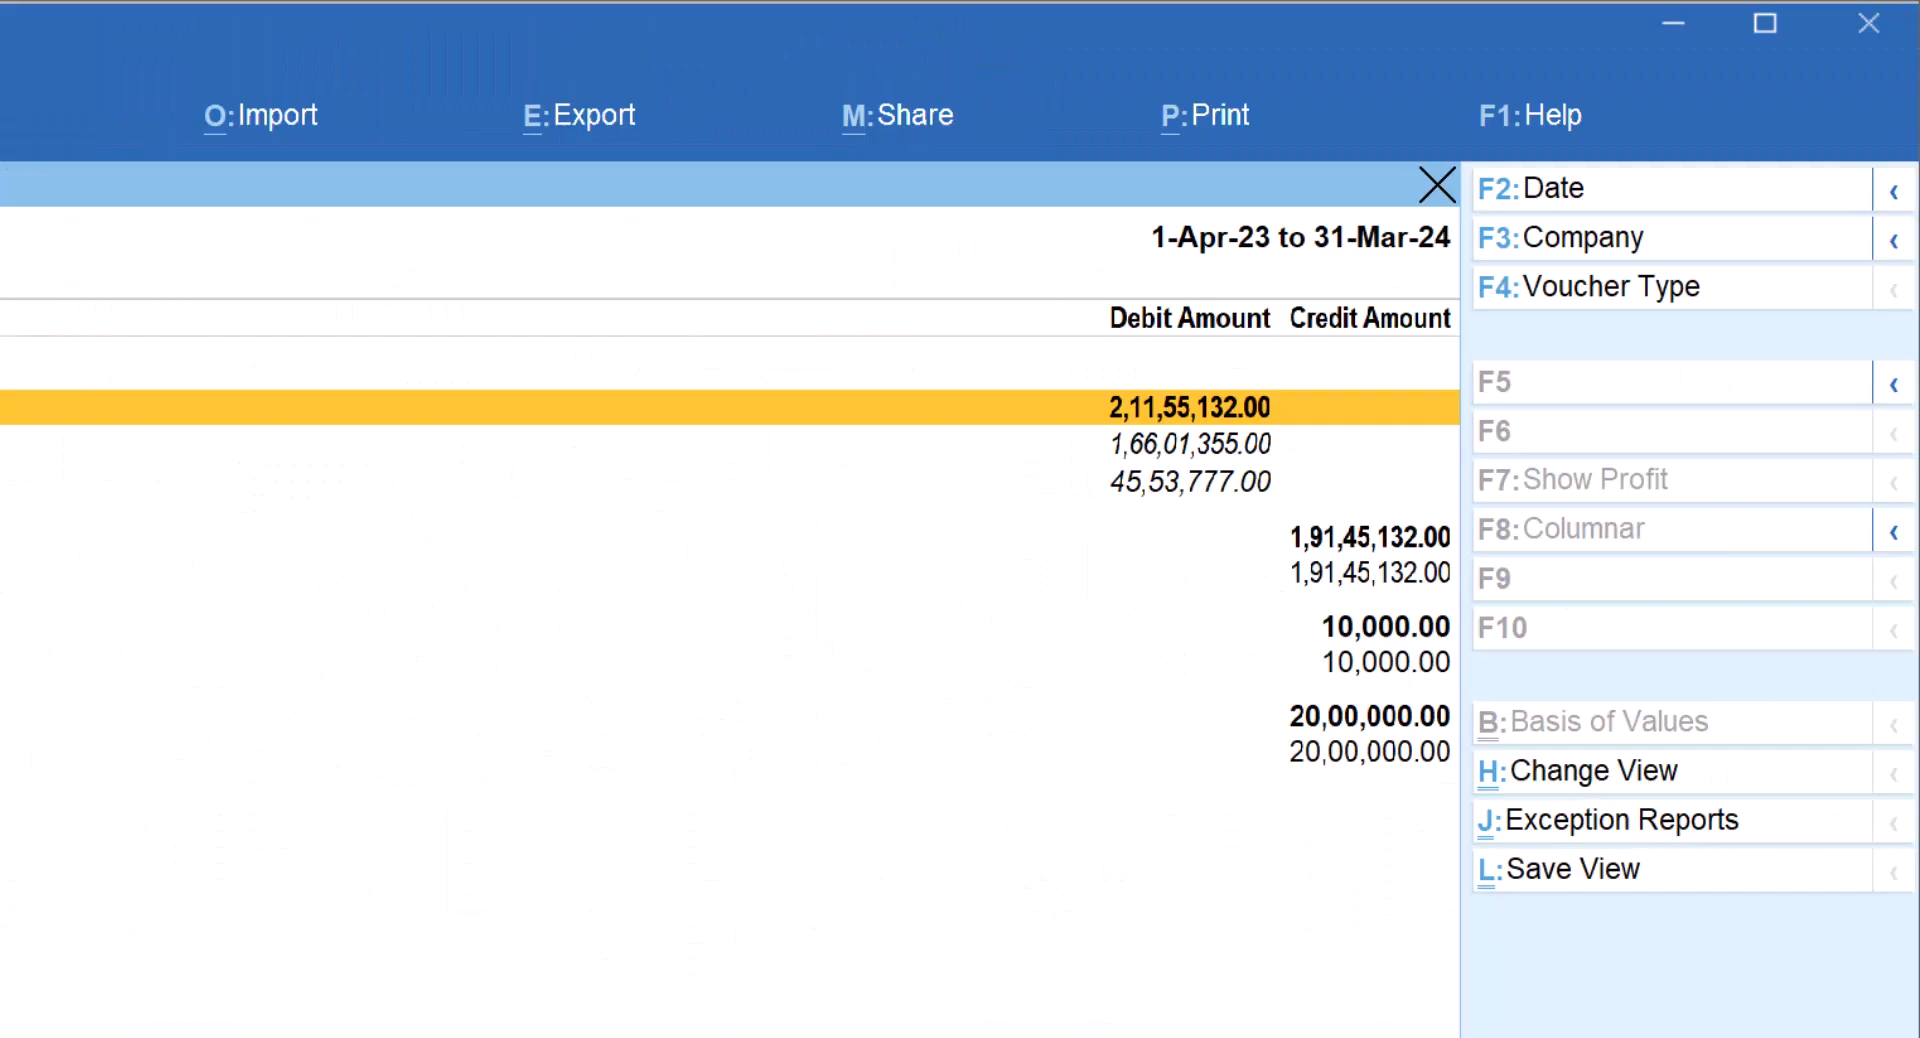 O: Import E: Export M: Share P: Print F1: Help
1-Apr-23 to 31-Mar-24
Debit Amount Credit Amount
2,11,55,132.00
1,66,01,355.00
45,53,777.00
1,91,45,132.00
1,91,45,132.00
10,000.00
10,000.00
20,00,000.00
20,00,000.00
F2: Date
F3: Company
F4: Voucher Type
F5
F6
F7: Show Profit
F8: Columnar
F9
F10
B: Basis of Values
H: Change View
J: Exception Reports
L: Save View